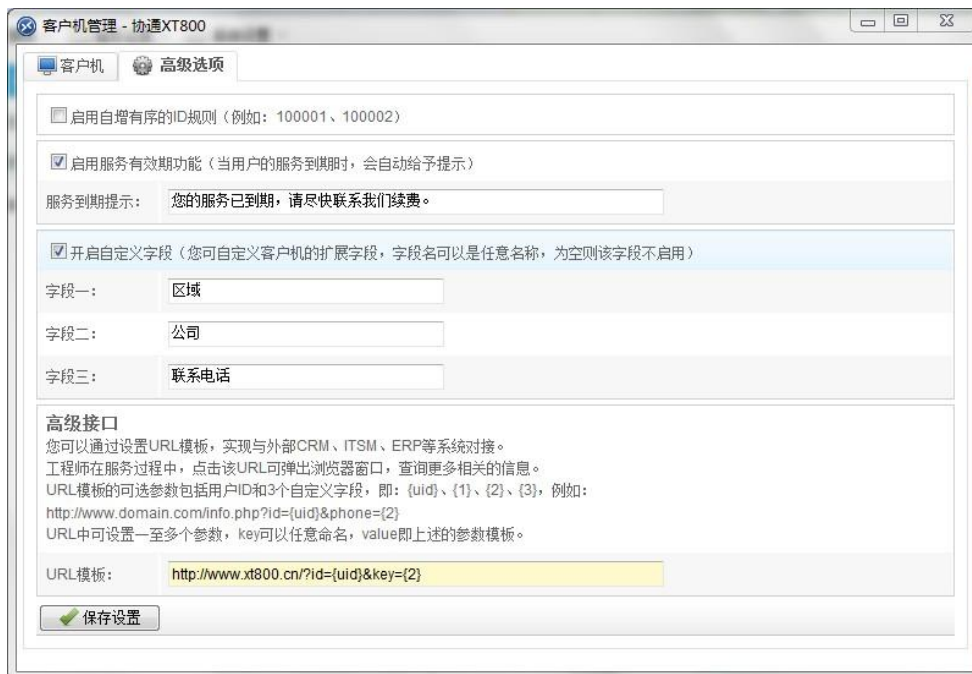 客户机管理 - 协通XT800
客户机
高级选项
启用自增有序的ID规则（例如：100001、100002）
启用服务有效期功能（当用户的服务到期时，会自动给予提示）
服务到期提示： 您的服务已到期，请尽快联系我们续费。
开启自定义字段（您可自定义客户机的扩展字段，字段名可以是任意名称，为空则该字段不启用）
字段一： 区域
字段二： 公司
字段三： 联系电话
高级接口
您可以通过设置URL模板，实现与外部CRM、ITSM、ERP等系统对接。
工程师在服务过程中，点击该URL可弹出浏览器窗口，查询更多相关的信息。
URL模板的可选参数包括用户ID和3个自定义字段，即：{uid}、{1}、{2}、{3}，例如：
http://www.domain.com/info.php?id={uid}&phone={2}
URL中可设置一至多个参数，key可以任意命名，value即上述的参数模板。
URL模板： http://www.xt800.cn/?id={uid}&key={2}
保存设置